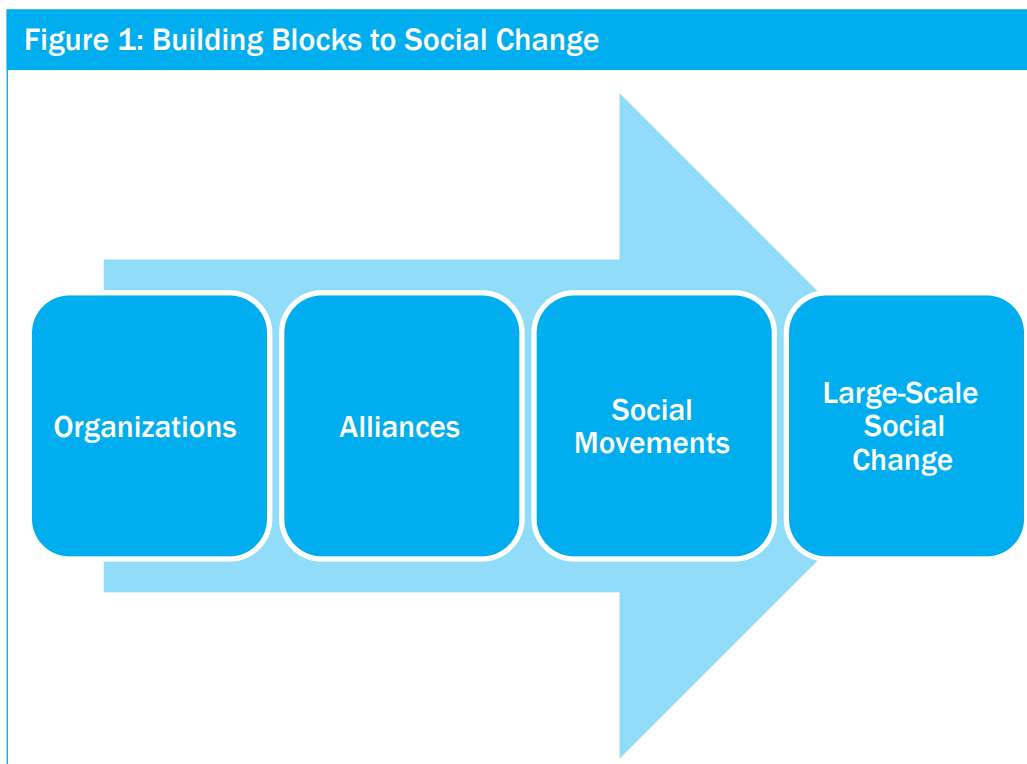 Figure 1: Building Blocks to Social Change
Organizations
Alliances
Social
Movements
Large-Scale
Social
Change